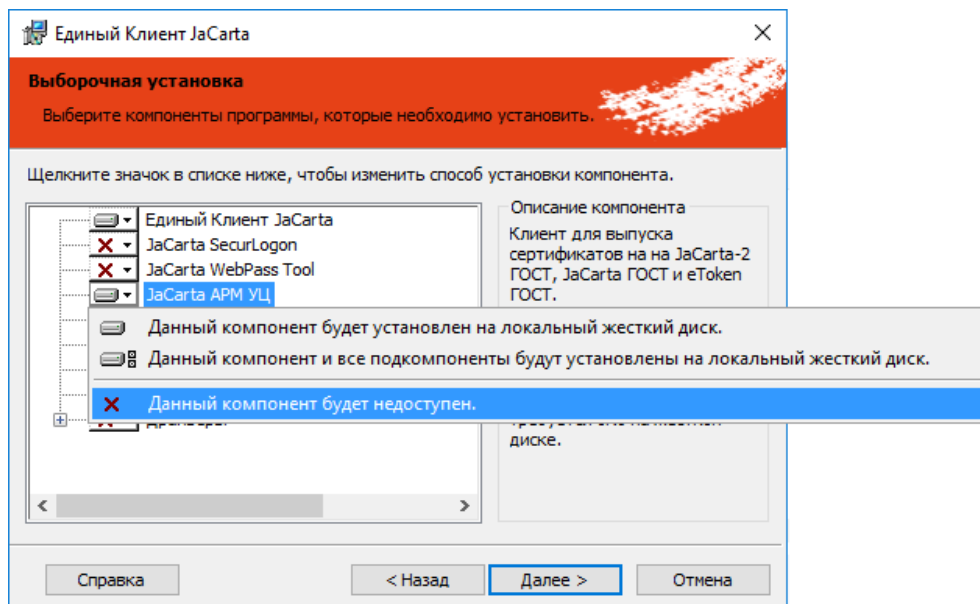 Единый Клиент JaCarta
Выборочная установка
Выберите компоненты программы, которые необходимо установить.
Щелкните значок в списке ниже, чтобы изменить способ установки компонента.
Единый Клиент JaCarta
JaCarta SecurLogon
JaCarta WebPass Tool
JaCarta АРМ УЦ
Описание компонента
Клиент для выпуска
сертификатов на на JaCarta-2
ГОСТ, JaCarta ГОСТ и eToken
ГОСТ.
Данный компонент будет установлен на локальный жесткий диск.
Данный компонент и все подкомпоненты будут установлены на локальный жесткий диск.
Данный компонент будет недоступен.
диске.
Справка
< Назад
Далее >
Отмена